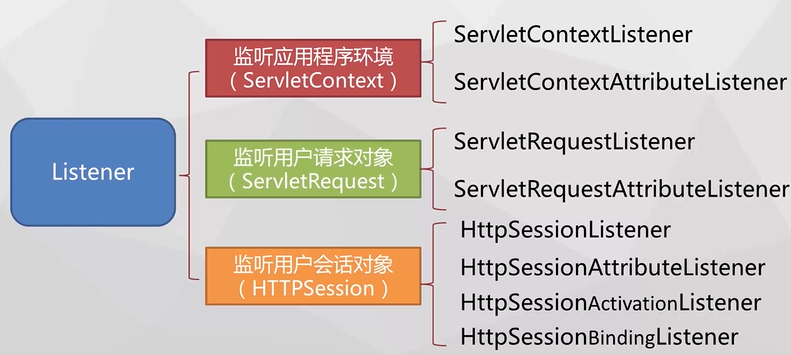 Listener
监听应用程序环境
（ServletContext）
ServletContextListener
ServletContextAttributeListener
监听用户请求对象
（ServletRequest）
ServletRequestListener
ServletRequestAttributeListener
监听用户会话对象
（HTTPSession）
HttpSessionListener
HttpSessionAttributeListener
HttpSessionActivationListener
HttpSessionBindingListener